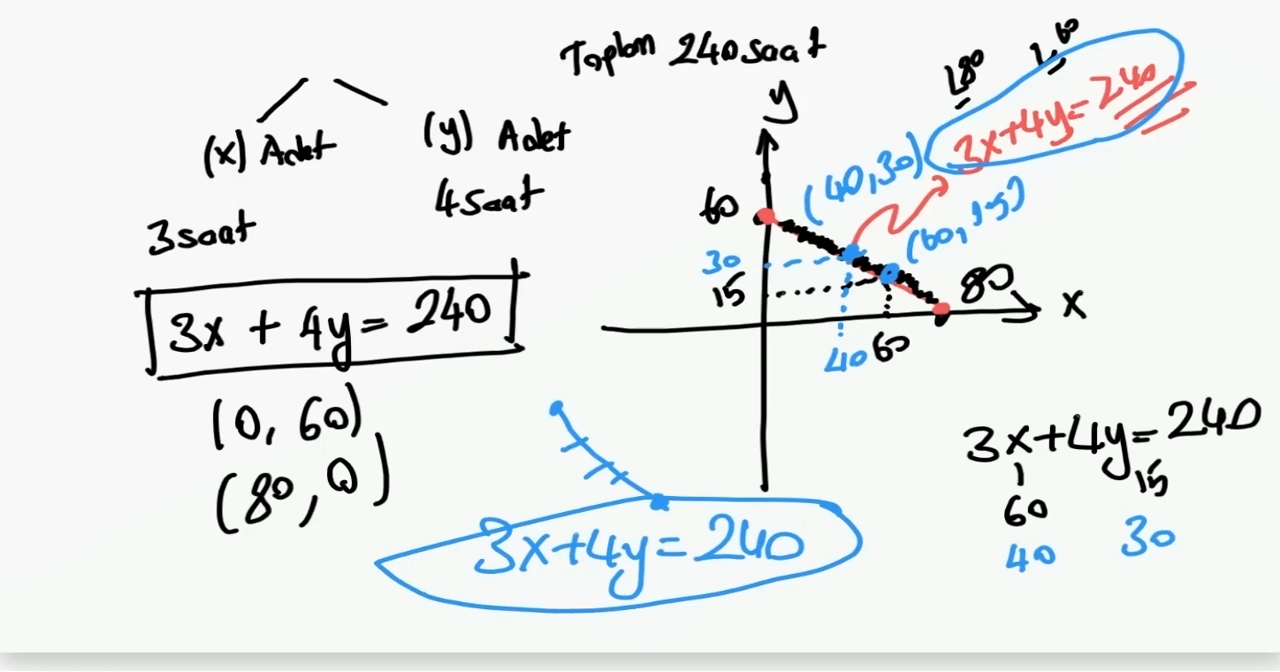 Toplam 240 saat
(x) Adet
(y) Adet
3 saat
4 saat
3x + 4y = 240
(0, 60)
(80, 0)
y
180
60
3x+4y=240
(40,30)
(60,15)
60
30
15
80
x
40
60
3x+4y=240
60
15
40
30
3x+4y=240